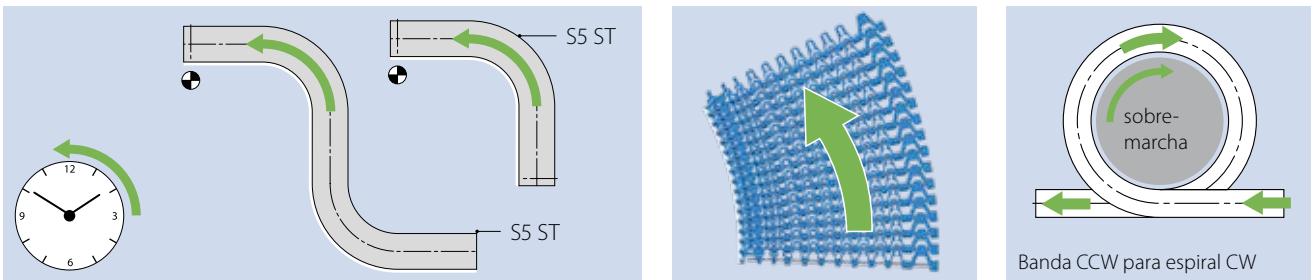 S5 ST
S5 ST
12
9
3
6
sobre-
marcha
Banda CCW para espiral CW